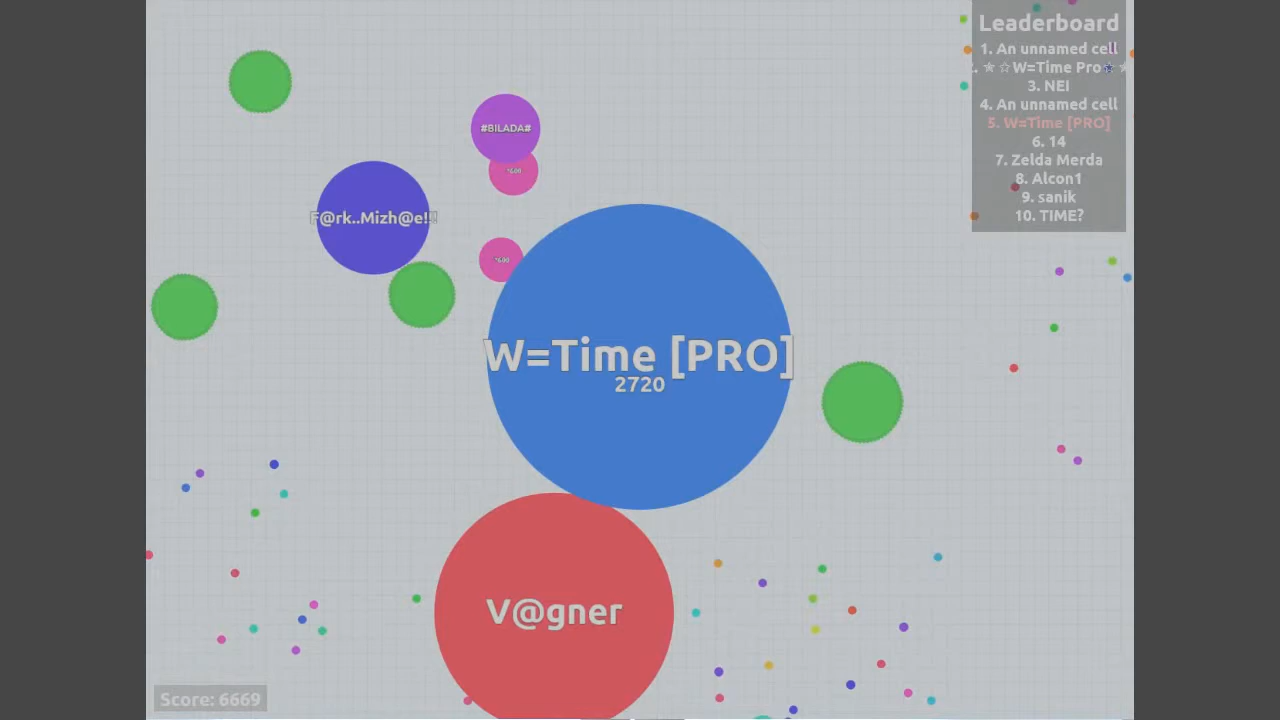 Leaderboard
1. An unnamed cell
2. ★☆W=Time Pro☆★
3. NEI
4. An unnamed cell
5. W=Time [PRO]
6. 14
7. Zelda Merda
8. Alcon1
9. sanik
10. TIME?
#BILADA#
F@rk..Mizh@e!!!
W=Time [PRO]
2720
V@gner
Score: 6669